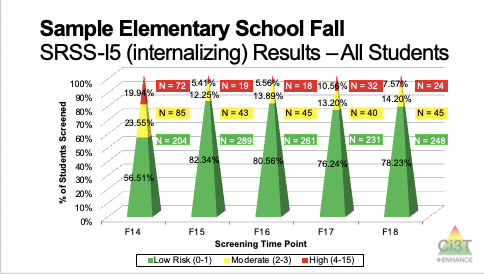 Sample Elementary School Fall
SRSS-I5 (internalizing) Results – All Students
% of Students Screened
100%
90%
80%
70%
60%
50%
40%
30%
20%
10%
0%
19.94% N = 72 5.41% N = 19 5.56% N = 18 10.56% N = 32 7.57% N = 24
23.55% N = 85 12.25% N = 43 13.89% N = 45 13.20% N = 40 14.20% N = 45
56.51% N = 204 82.34% N = 289 80.56% N = 261 76.24% N = 231 78.23% N = 248
F14 F15 F16 F17 F18
Screening Time Point
Low Risk (0-1) Moderate (2-3) High (4-15)
Ci3T
ENHANCE